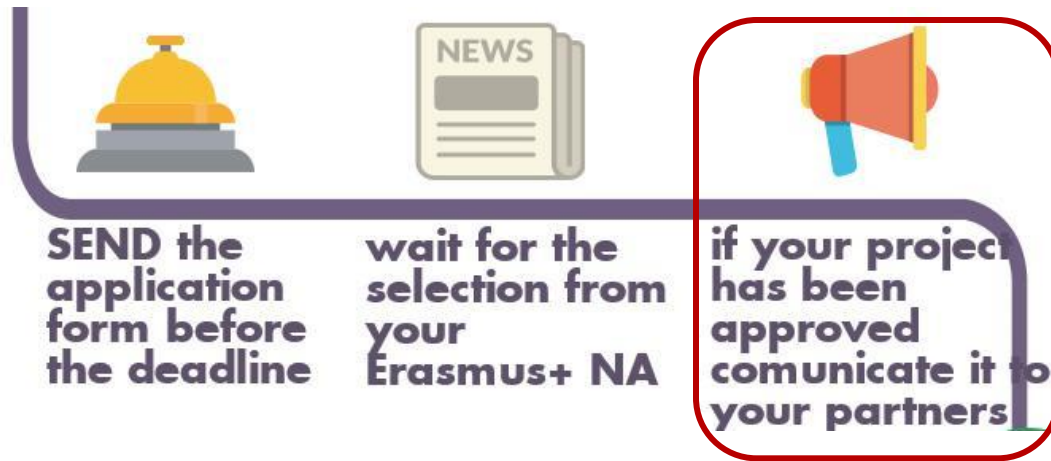 NEWS
SEND the
application
form before
the deadline
wait for the
selection from
your
Erasmus+ NA
if your project
has been
approved
comunicate it to
your partners